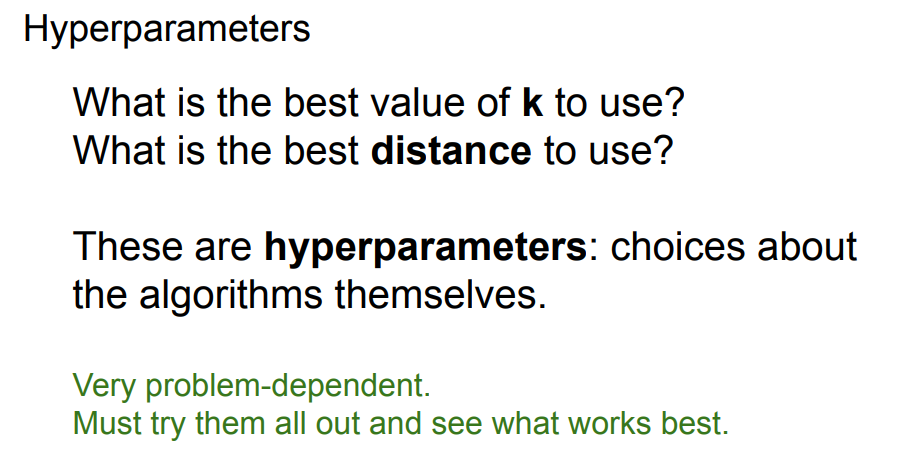 Hyperparameters
What is the best value of k to use?
What is the best distance to use?
These are hyperparameters: choices about
the algorithms themselves.
Very problem-dependent.
Must try them all out and see what works best.